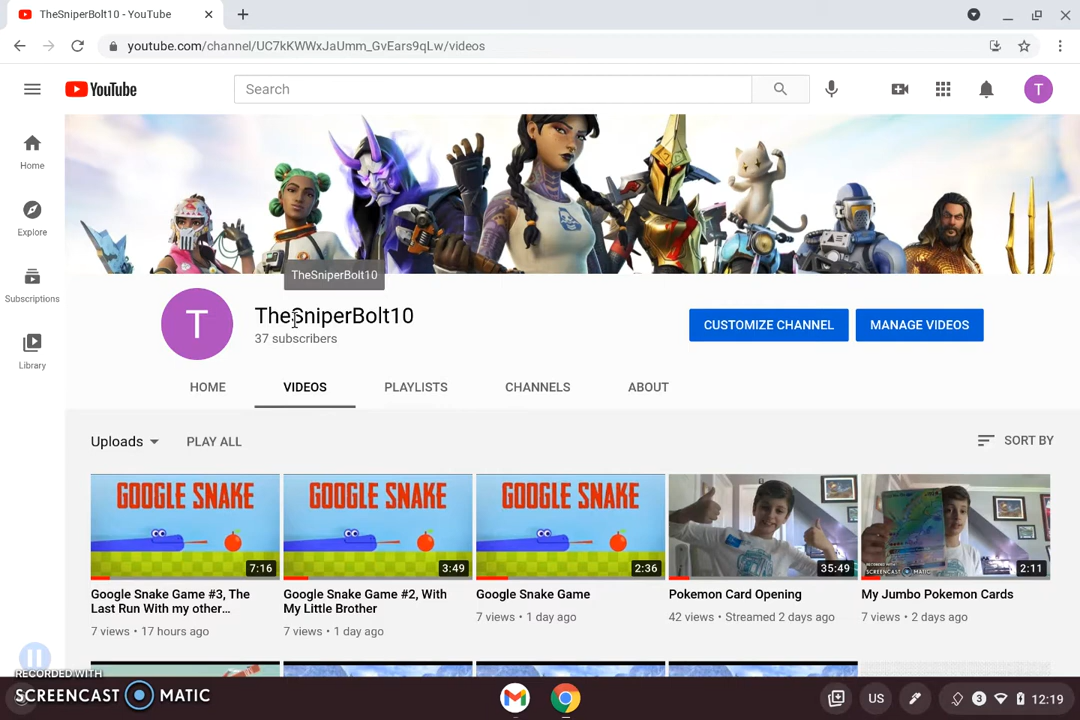 TheSniperBolt10 - YouTube
youtube.com/channel/UC7kKWWxJaUmm_GvEars9qLw/videos
YouTube
Search
T
Home
Explore
Subscriptions
Library
TheSniperBolt10
T
TheSniperBolt10
37 subscribers
CUSTOMIZE CHANNEL
MANAGE VIDEOS
HOME
VIDEOS
PLAYLISTS
CHANNELS
ABOUT
Uploads
PLAY ALL
SORT BY
GOOGLE SNAKE
7:16
GOOGLE SNAKE
3:49
GOOGLE SNAKE
2:36
35:49
RECORDED WITH
SCREENCAST MATIC
2:11
Google Snake Game #3, The
Last Run With my other...
7 views • 17 hours ago
Google Snake Game #2, With
My Little Brother
7 views • 1 day ago
Google Snake Game
7 views • 1 day ago
Pokemon Card Opening
42 views • Streamed 2 days ago
My Jumbo Pokemon Cards
7 views • 2 days ago
RECORDED WITH
SCREENCAST MATIC
US
3
12:19